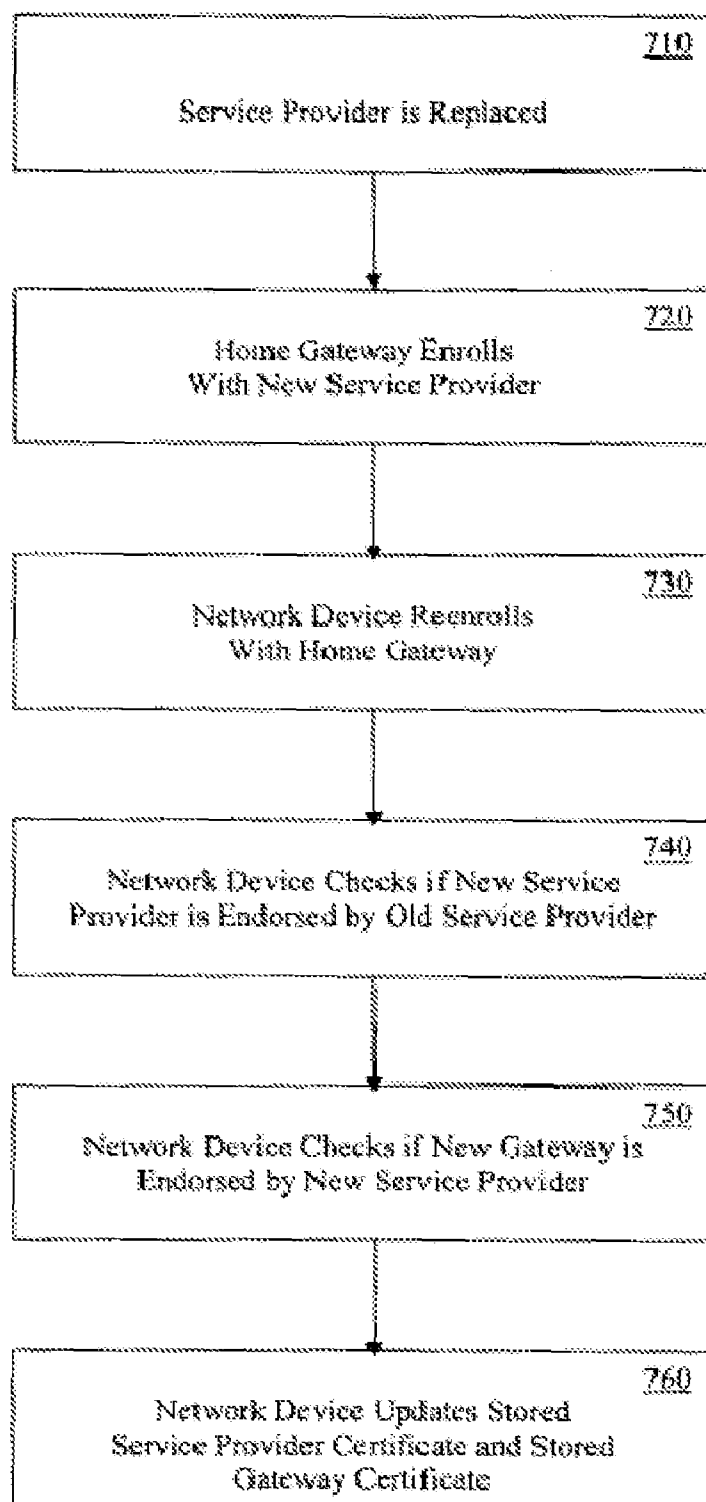 710
Service Provider is Replaced
720
Home Gateway Enrolls
With New Service Provider
730
Network Device Reenrolls
With Home Gateway
740
Network Device Checks if New Service
Provider is Endorsed by Old Service Provider
750
Network Device Checks if New Gateway is
Endorsed by New Service Provider
760
Network Device Updates Stored
Service Provider Certificate and Stored
Gateway Certificate